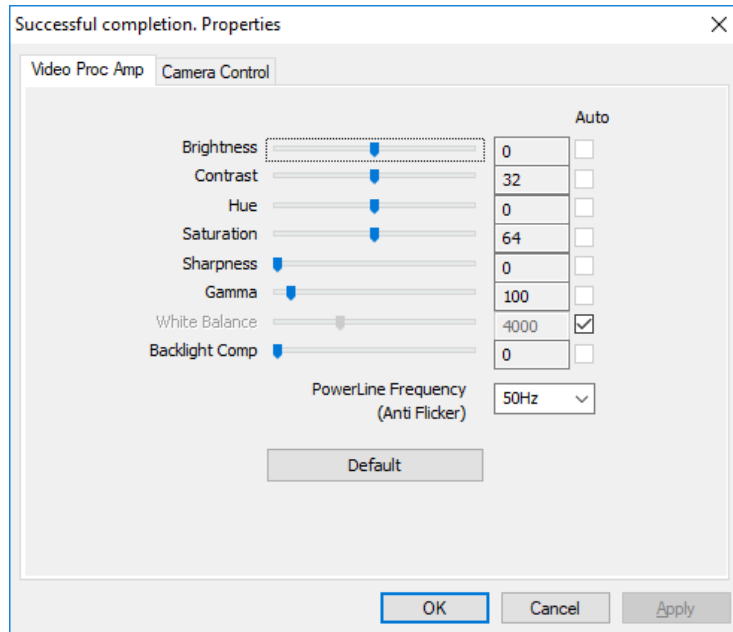 Successful completion. Properties
Video Proc Amp Camera Control
Auto
Brightness 0
Contrast 32
Hue 0
Saturation 64
Sharpness 0
Gamma 100
White Balance 4000
Backlight Comp 0
PowerLine Frequency 50Hz
(Anti Flicker)
Default
OK Cancel Apply